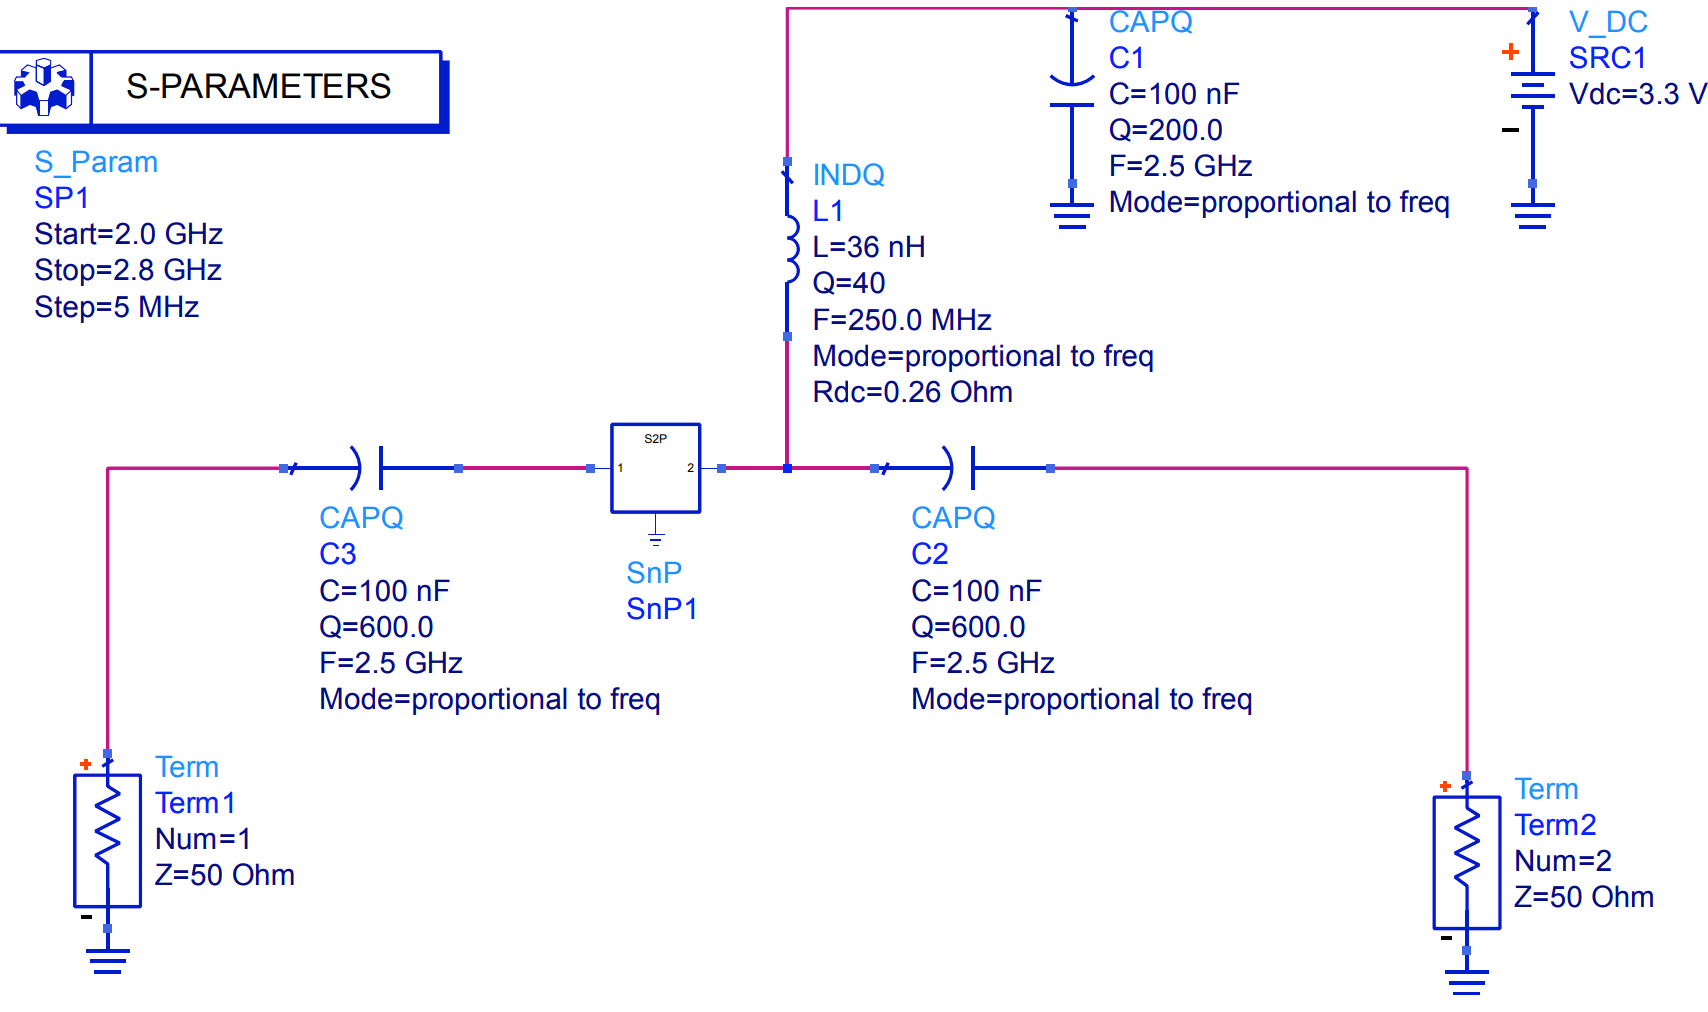 S-PARAMETERS
S_Param
SP1
Start=2.0 GHz
Stop=2.8 GHz
Step=5 MHz
CAPQ
C1
C=100 nF
Q=200.0
F=2.5 GHz
Mode=proportional to freq
+
V_DC
SRC1
Vdc=3.3 V
-
INDQ
L1
L=36 nH
Q=40
F=250.0 MHz
Mode=proportional to freq
Rdc=0.26 Ohm
S2P
1 2
SnP
SnP1
CAPQ
C3
C=100 nF
Q=600.0
F=2.5 GHz
Mode=proportional to freq
CAPQ
C2
C=100 nF
Q=600.0
F=2.5 GHz
Mode=proportional to freq
+
Term
Term1
Num=1
Z=50 Ohm
-
+
Term
Term2
Num=2
Z=50 Ohm
-